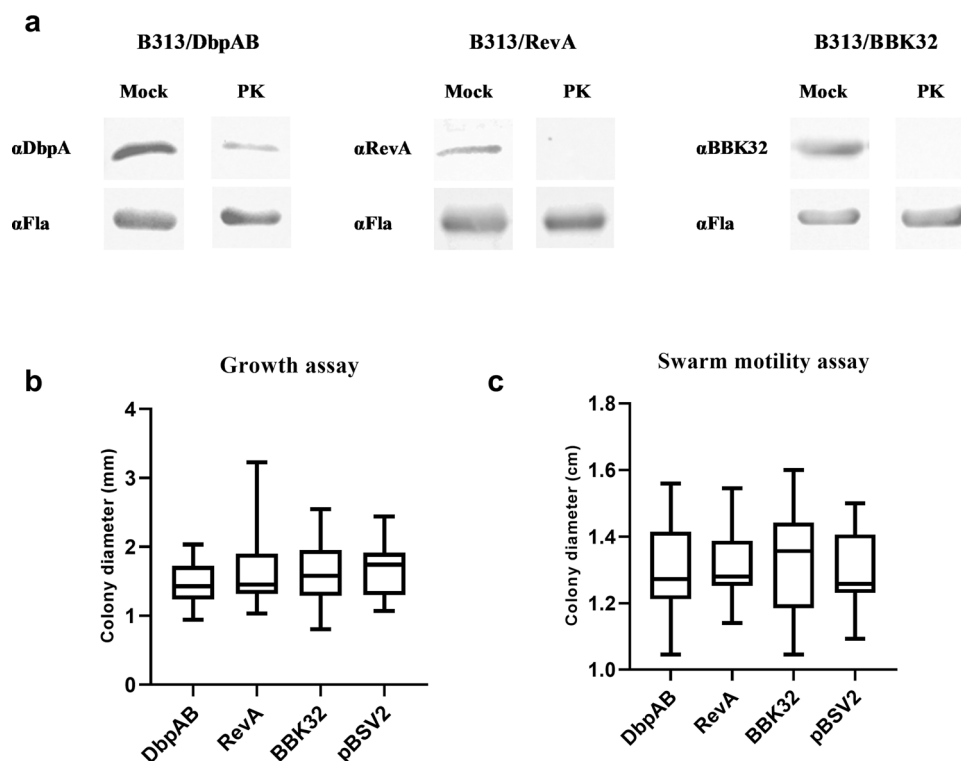 a
B313/DbpAB B313/RevA B313/BBK32
Mock PK Mock PK Mock PK
αDbpA αRevA αBBK32
αFla αFla αFla
b
Growth assay
Colony diameter (mm)
4
3
2
1
0
DbpAB RevA BBK32 pBSV2
c
Swarm motility assay
Colony diameter (cm)
1.8
1.6
1.4
1.2
1.0
DbpAB RevA BBK32 pBSV2